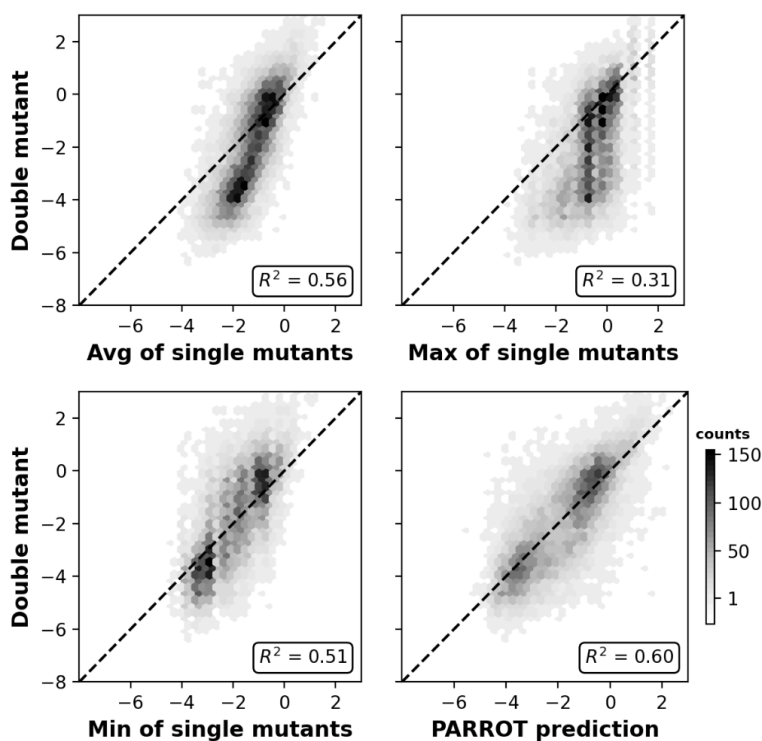 2
0
−2
−4
−6
−8
Double mutant
R² = 0.56
−6 −4 −2 0 2
Avg of single mutants
R² = 0.31
−6 −4 −2 0 2
Max of single mutants
2
0
−2
−4
−6
−8
Double mutant
R² = 0.51
−6 −4 −2 0 2
Min of single mutants
R² = 0.60
−6 −4 −2 0 2
PARROT prediction
counts
150
100
50
1